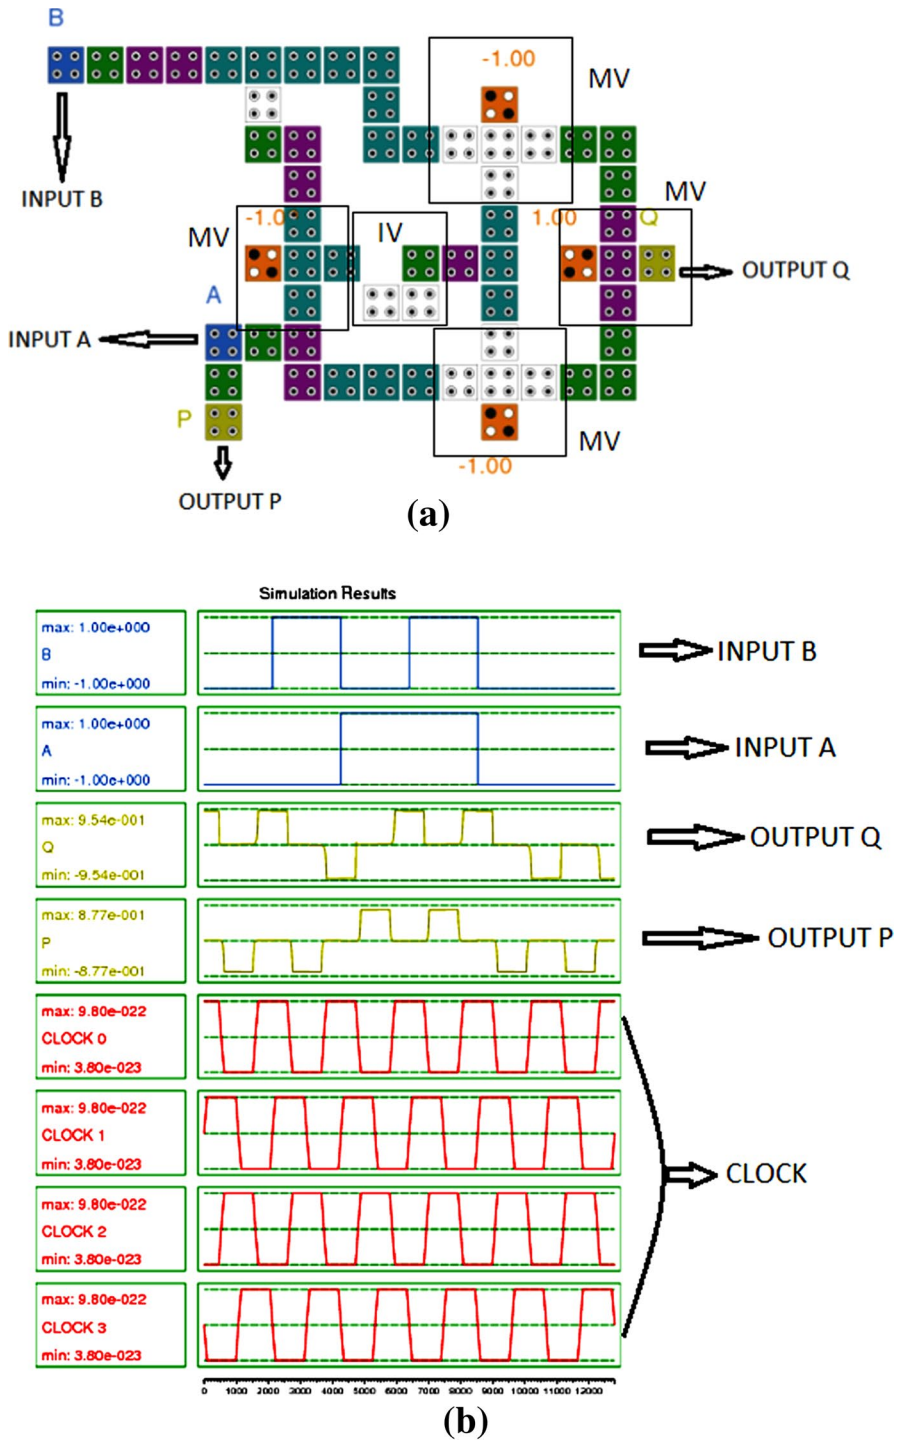 B
-1.00
MV
INPUT B
MV
-1.0
IV
1.00
Q
MV
OUTPUT Q
A
INPUT A
P
MV
-1.00
OUTPUT P
(a)
Simulation Results
max: 1.00e+000
B
min: -1.00e+000
INPUT B
max: 1.00e+000
A
min: -1.00e+000
INPUT A
max: 9.54e-001
Q
min: -9.54e-001
OUTPUT Q
max: 8.77e-001
P
min: -8.77e-001
OUTPUT P
max: 9.80e-022
CLOCK 0
min: 3.80e-023
max: 9.80e-022
CLOCK 1
min: 3.80e-023
CLOCK
max: 9.80e-022
CLOCK 2
min: 3.80e-023
max: 9.80e-022
CLOCK 3
min: 3.80e-023
0 1000 2000 3000 4000 5000 6000 7000 8000 9000 10000 11000 12000
(b)